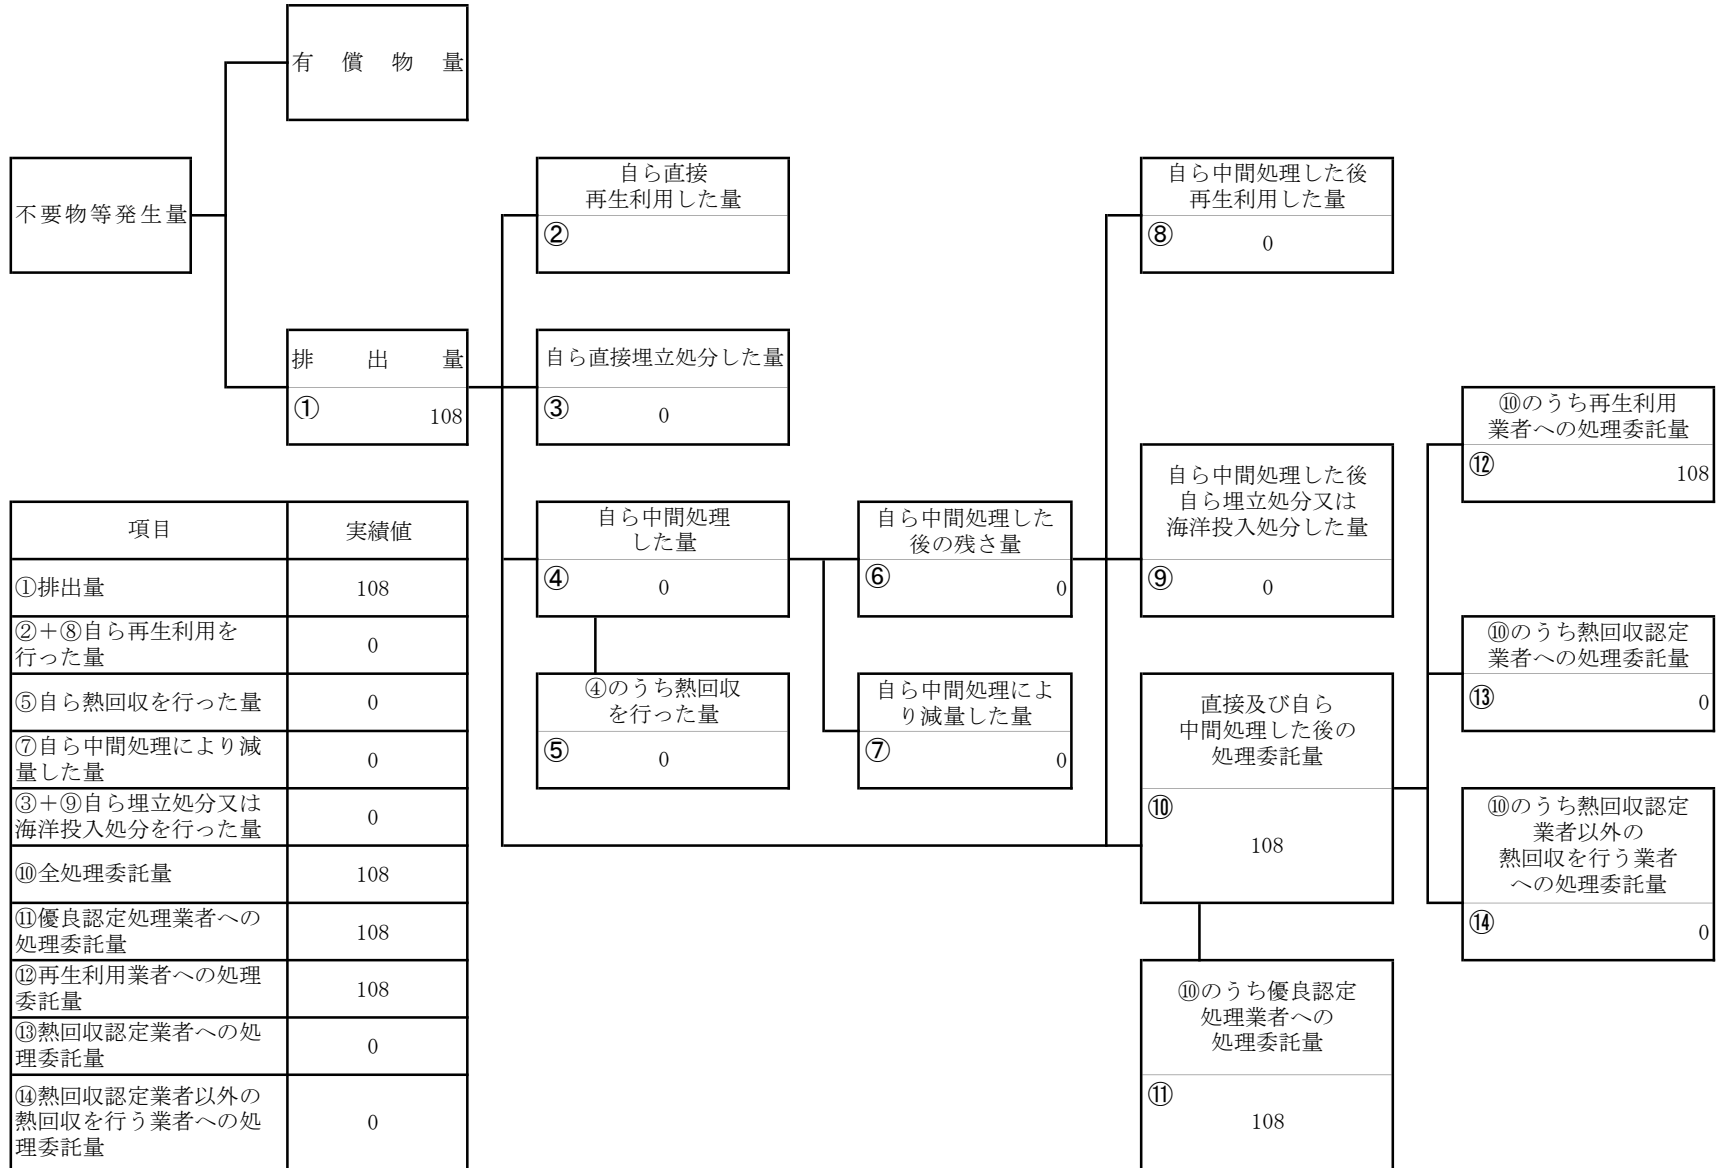 有償物量
不要物等発生量
排出量
①
108
自ら直接
再生利用した量
②
自ら直接埋立処分した量
③
0
自ら中間処理
した量
④
0
④のうち熱回収
を行った量
⑤
0
自ら中間処理した
後の残さ量
⑥
0
自ら中間処理によ
り減量した量
⑦
0
自ら中間処理した後
再生利用した量
⑧
0
自ら中間処理した後
自ら埋立処分又は
海洋投入処分した量
⑨
0
直接及び自ら
中間処理した後の
処理委託量
⑩
108
⑩のうち優良認定
処理業者への
処理委託量
⑪
108
⑩のうち再生利用
業者への処理委託量
⑫
108
⑩のうち熱回収認定
業者への処理委託量
⑬
0
⑩のうち熱回収認定
業者以外の
熱回収を行う業者
への処理委託量
⑭
0
項目 実績値
①排出量 108
②+⑧自ら再生利用を
行った量
0
⑤自ら熱回収を行った量 0
⑦自ら中間処理により減
量した量
0
③+⑨自ら埋立処分又は
海洋投入処分を行った量
0
⑩全処理委託量 108
⑪優良認定処理業者への
処理委託量
108
⑫再生利用業者への処理
委託量
108
⑬熱回収認定業者への処
理委託量
0
⑭熱回収認定業者以外の
熱回収を行う業者への処
理委託量
0